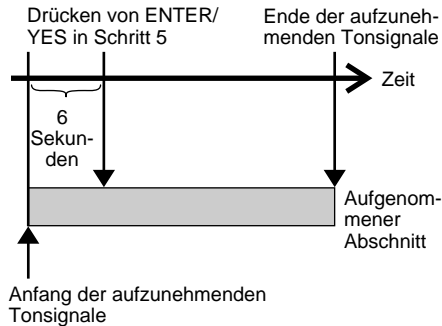 Drücken von ENTER/
YES in Schritt 5
Ende der aufzuneh-
menden Tonsignale
Zeit
6
Sekun-
den
Aufgenom-
mener
Abschnitt
Anfang der aufzunehmenden
Tonsignale